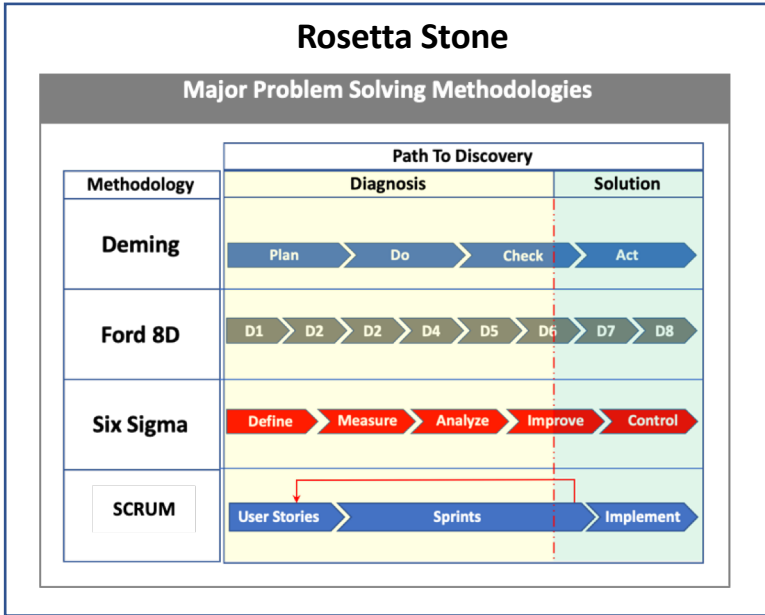 Rosetta Stone
Major Problem Solving Methodologies
Path To Discovery
Methodology Diagnosis Solution
Deming Plan Do Check Act
Ford 8D D1 D2 D2 D4 D5 D6 D7 D8
Six Sigma Define Measure Analyze Improve Control
SCRUM User Stories Sprints Implement